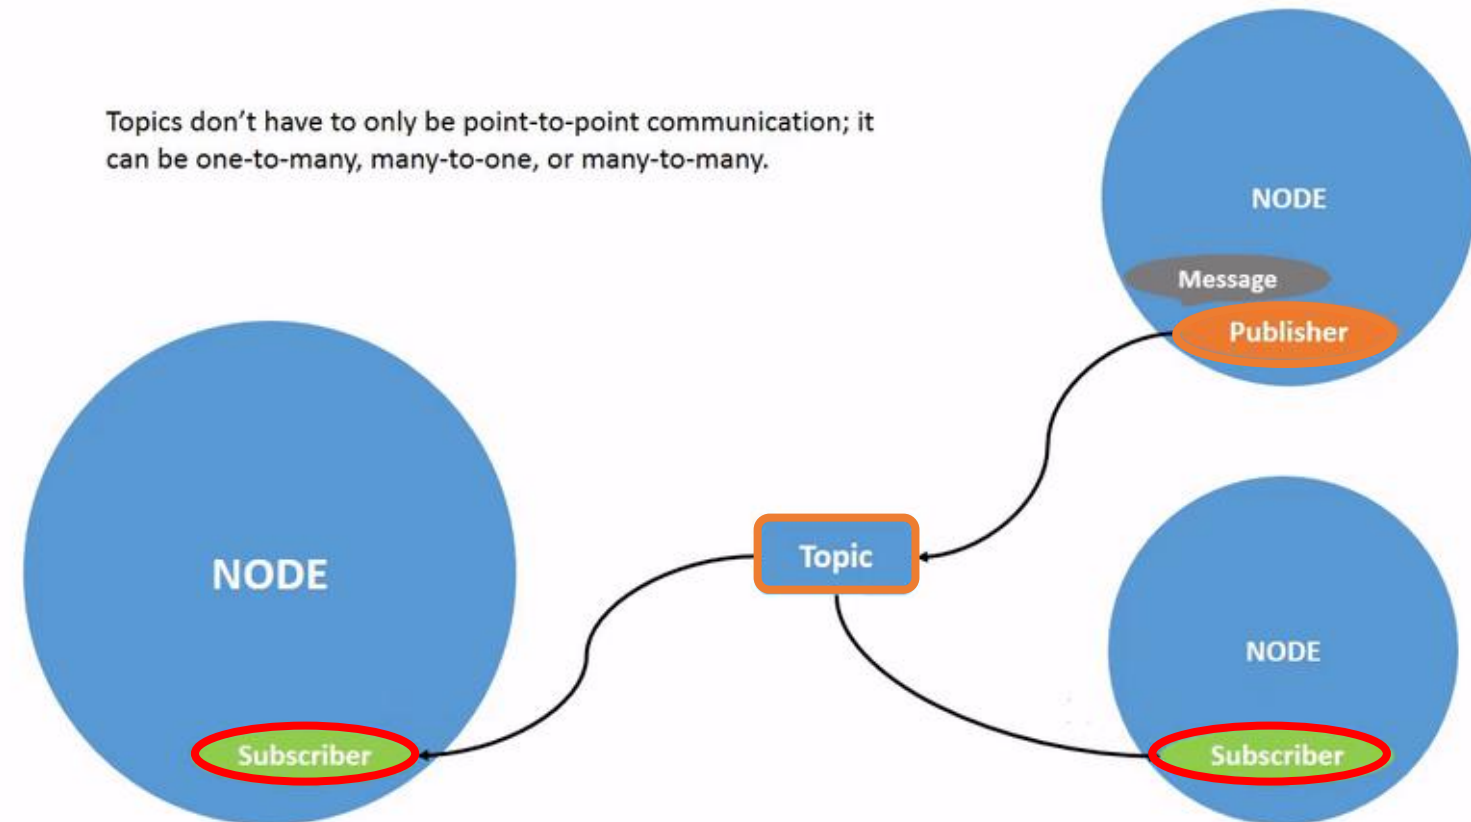 Topics don’t have to only be point-to-point communication; it
can be one-to-many, many-to-one, or many-to-many.
NODE
Message
Publisher
Topic
NODE
Subscriber
NODE
Subscriber